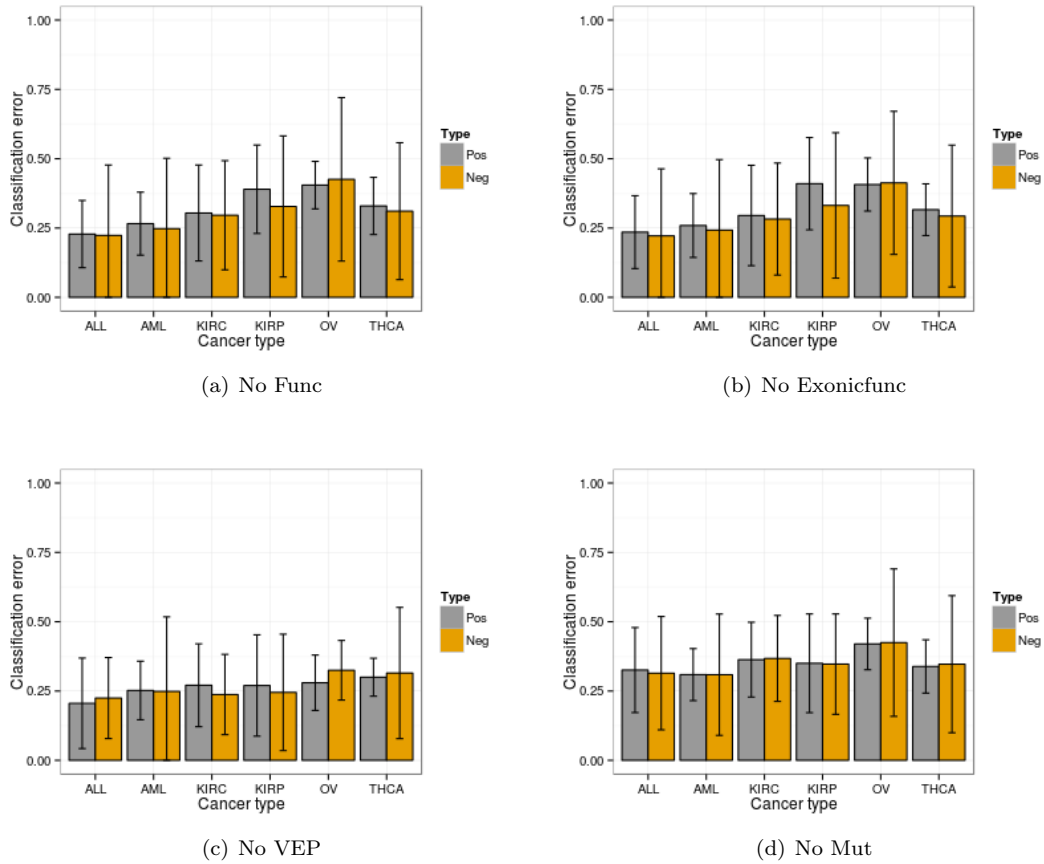 1.00
0.75
0.50
0.25
0.00
Classification error
ALL AML KIRC KIRP OV THCA
Cancer type
Type
Pos
Neg
(a) No Func
1.00
0.75
0.50
0.25
0.00
Classification error
ALL AML KIRC KIRP OV THCA
Cancer type
Type
Pos
Neg
(b) No Exonicfunc
1.00
0.75
0.50
0.25
0.00
Classification error
ALL AML KIRC KIRP OV THCA
Cancer type
Type
Pos
Neg
(c) No VEP
1.00
0.75
0.50
0.25
0.00
Classification error
ALL AML KIRC KIRP OV THCA
Cancer type
Type
Pos
Neg
(d) No Mut